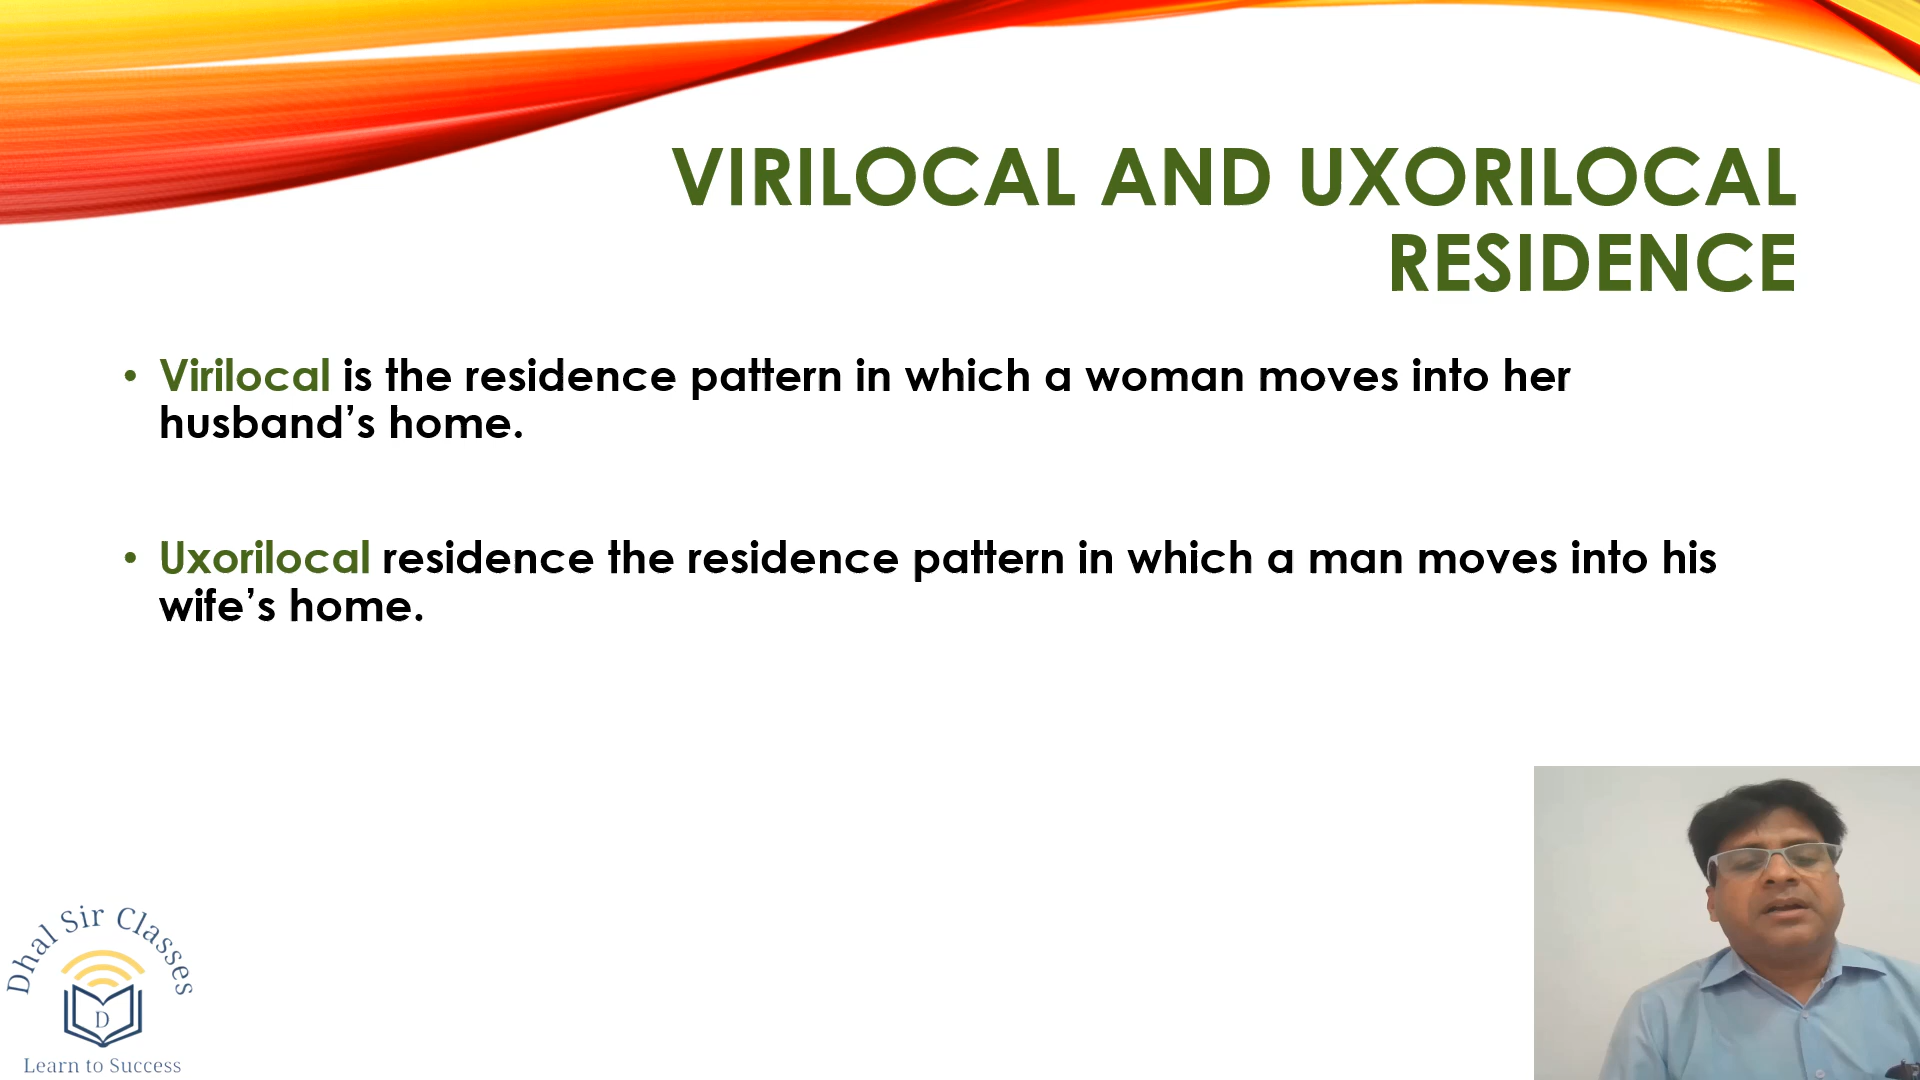 VIRILOCAL AND UXORILOCAL
RESIDENCE
• Virilocal is the residence pattern in which a woman moves into her
husband’s home.
• Uxorilocal residence the residence pattern in which a man moves into his
wife’s home.
Dhal Sir Classes
D
Learn to Success